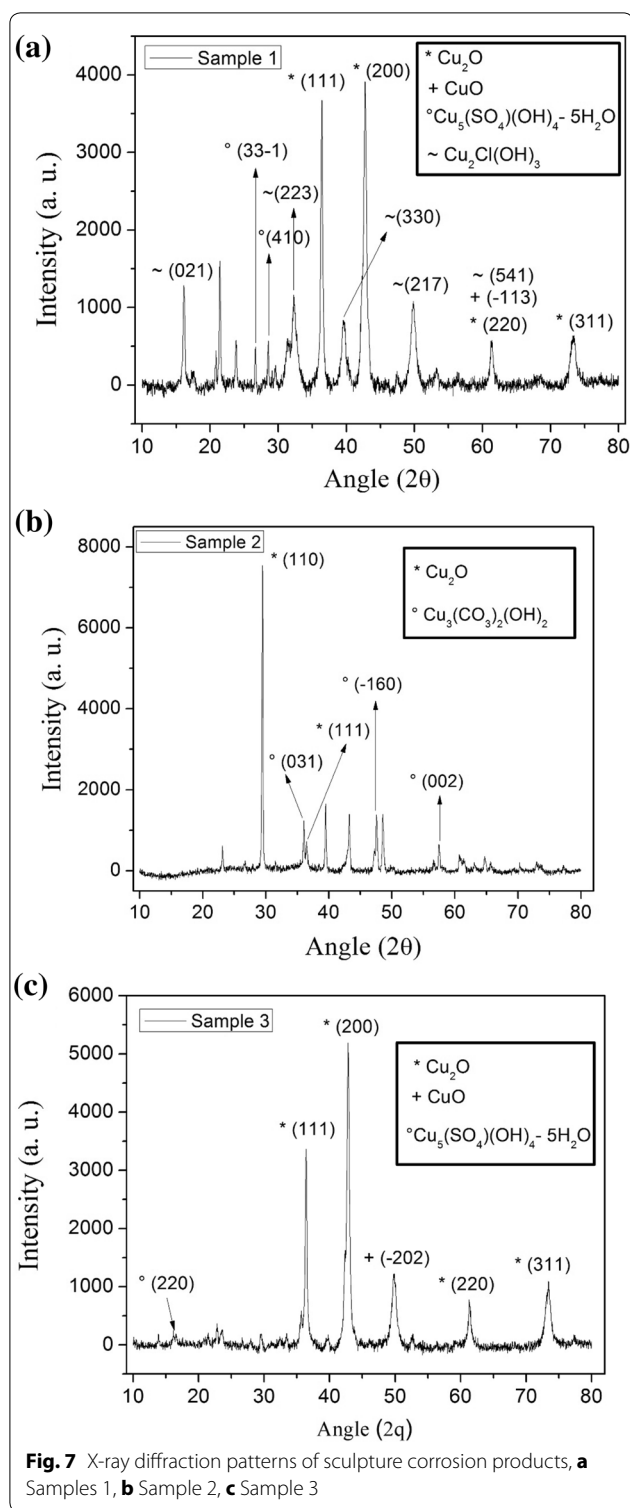 (a)
Sample 1
* Cu2O
+ CuO
°Cu5(SO4)(OH)4- 5H2O
~ Cu2Cl(OH)3
* (111)
* (200)
° (33-1)
~(223)
°(410)
~(330)
~ (021)
~(217)
~ (541)
+ (-113)
* (220)
* (311)
Intensity (a. u.)
4000
3000
2000
1000
0
10 20 30 40 50 60 70 80
Angle (2θ)
(b)
Sample 2
* Cu2O
° Cu3(CO3)2(OH)2
* (110)
° (-160)
* (111)
° (031)
° (002)
Intensity (a. u.)
8000
6000
4000
2000
0
10 20 30 40 50 60 70 80
Angle (2θ)
(c)
Sample 3
* Cu2O
+ CuO
°Cu5(SO4)(OH)4- 5H2O
* (200)
* (111)
+ (-202)
* (220)
* (311)
° (220)
Intensity (a. u.)
6000
5000
4000
3000
2000
1000
0
10 20 30 40 50 60 70 80
Angle (2q)
Fig. 7 X-ray diffraction patterns of sculpture corrosion products, a
Samples 1, b Sample 2, c Sample 3